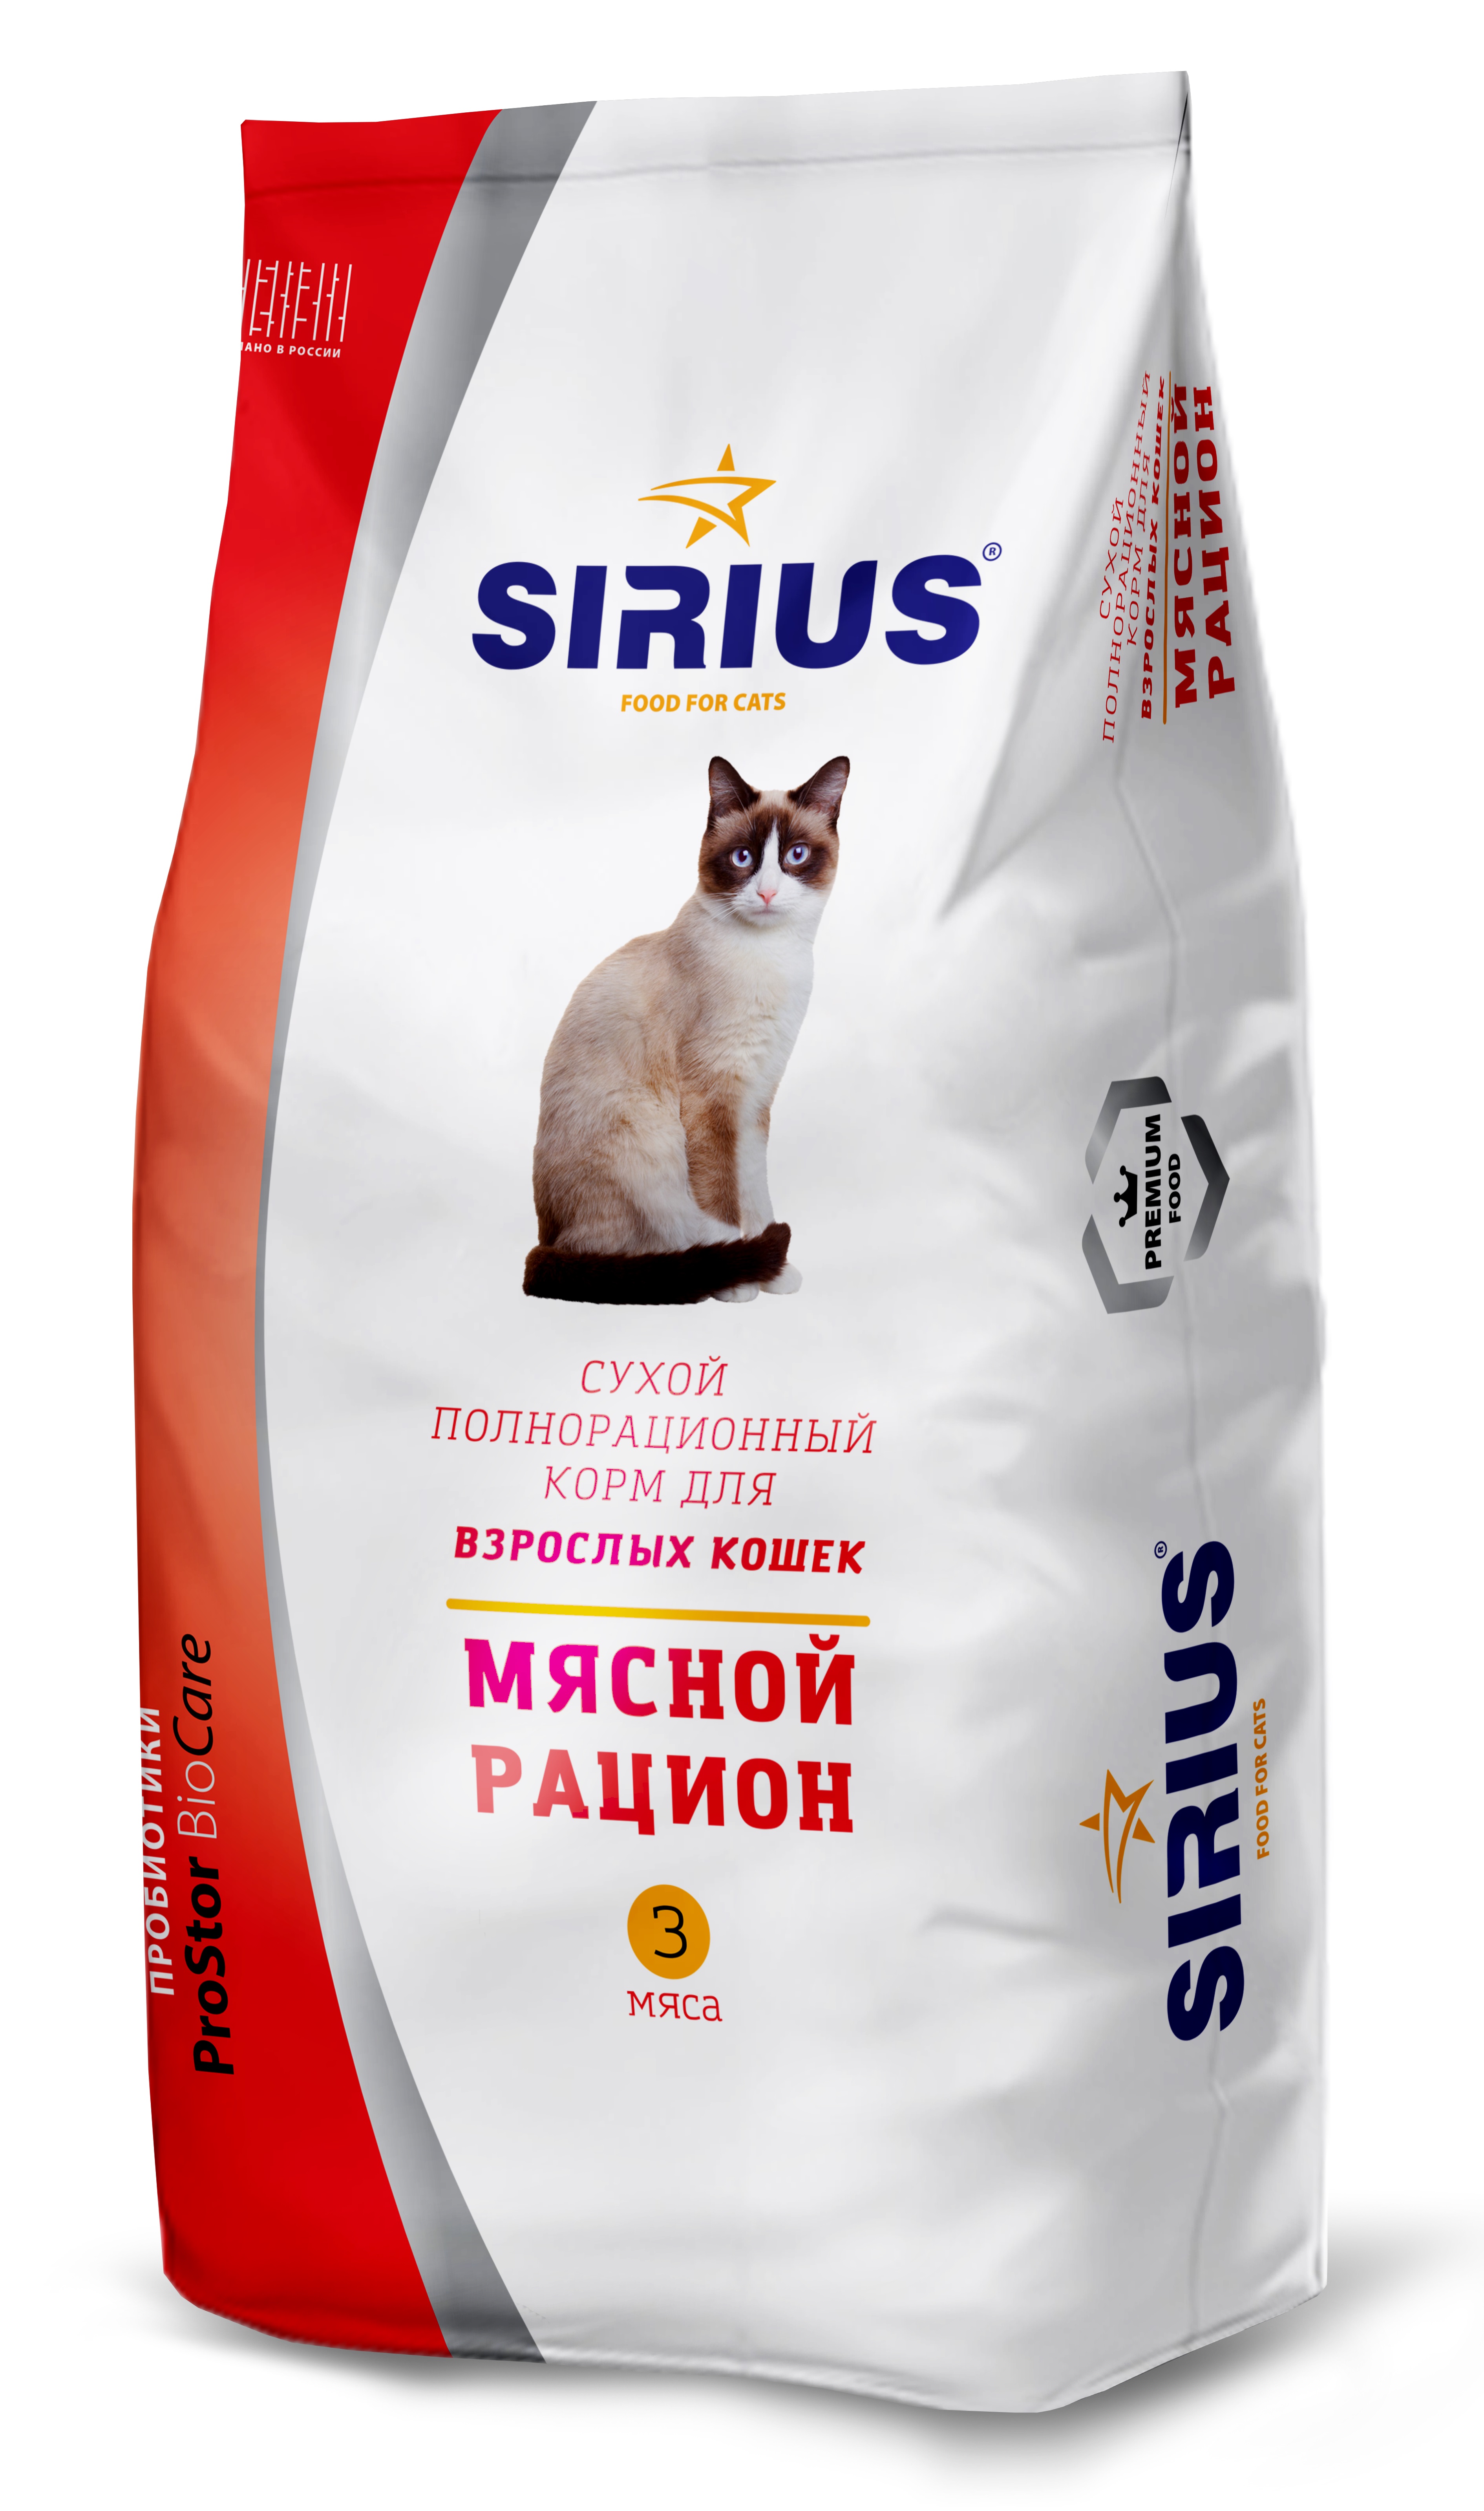 В РОССИИ
SIRIUS®
FOOD FOR CATS
СУХОЙ
ПОЛНОРАЦИОННЫЙ
КОРМ ДЛЯ
ВЗРОСЛЫХ КОШЕК
МЯСНОЙ
РАЦИОН
3
мяса
ПРОБИОТИКИ
ProStor BioCare
СУХОЙ
ПОЛНОРАЦИОННЫЙ
КОРМ ДЛЯ
ВЗРОСЛЫХ КОШЕК
МЯСНОЙ
РАЦИОН
PREMIUM
FOOD
SIRIUS®
FOOD FOR CATS